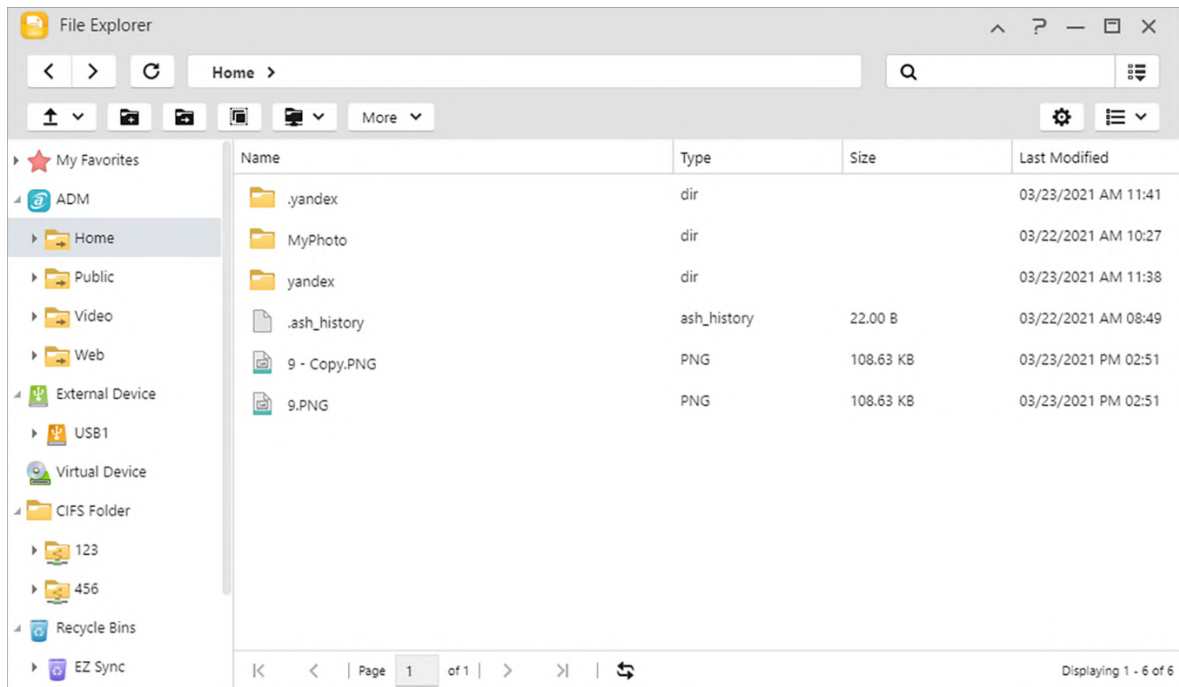 File Explorer
Home >
More
My Favorites
ADM
Home
Public
Video
Web
External Device
USB1
Virtual Device
CIFS Folder
123
456
Recycle Bins
EZ Sync
Name Type Size Last Modified
.yandex dir 03/23/2021 AM 11:41
MyPhoto dir 03/22/2021 AM 10:27
yandex dir 03/23/2021 AM 11:38
.ash_history ash_history 22.00 B 03/22/2021 AM 08:49
9 - Copy.PNG PNG 108.63 KB 03/23/2021 PM 02:51
9.PNG PNG 108.63 KB 03/23/2021 PM 02:51
Page 1 of 1 Displaying 1 - 6 of 6